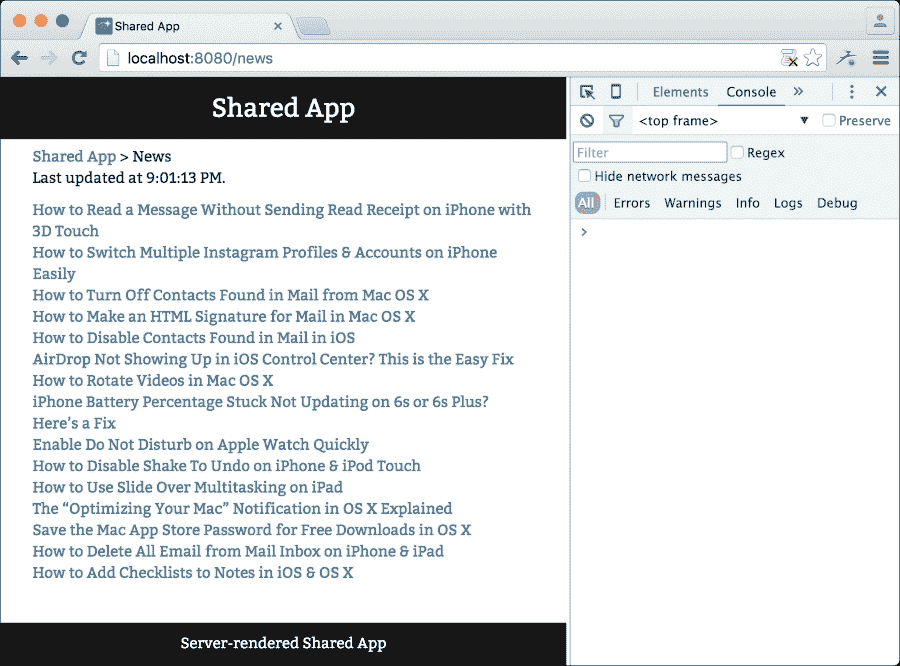 Shared App
localhost:8080/news
Shared App
Shared App > News
Last updated at 9:01:13 PM.
How to Read a Message Without Sending Read Receipt on iPhone with
3D Touch
How to Switch Multiple Instagram Profiles & Accounts on iPhone
Easily
How to Turn Off Contacts Found in Mail from Mac OS X
How to Make an HTML Signature for Mail in Mac OS X
How to Disable Contacts Found in Mail in iOS
AirDrop Not Showing Up in iOS Control Center? This is the Easy Fix
How to Rotate Videos in Mac OS X
iPhone Battery Percentage Stuck Not Updating on 6s or 6s Plus?
Here’s a Fix
Enable Do Not Disturb on Apple Watch Quickly
How to Disable Shake To Undo on iPhone & iPod Touch
How to Use Slide Over Multitasking on iPad
The “Optimizing Your Mac” Notification in OS X Explained
Save the Mac App Store Password for Free Downloads in OS X
How to Delete All Email from Mail Inbox on iPhone & iPad
How to Add Checklists to Notes in iOS & OS X
Server-rendered Shared App
Elements Console »
<top frame> ▼ Preserve
Filter Regex
Hide network messages
All Errors Warnings Info Logs Debug
>